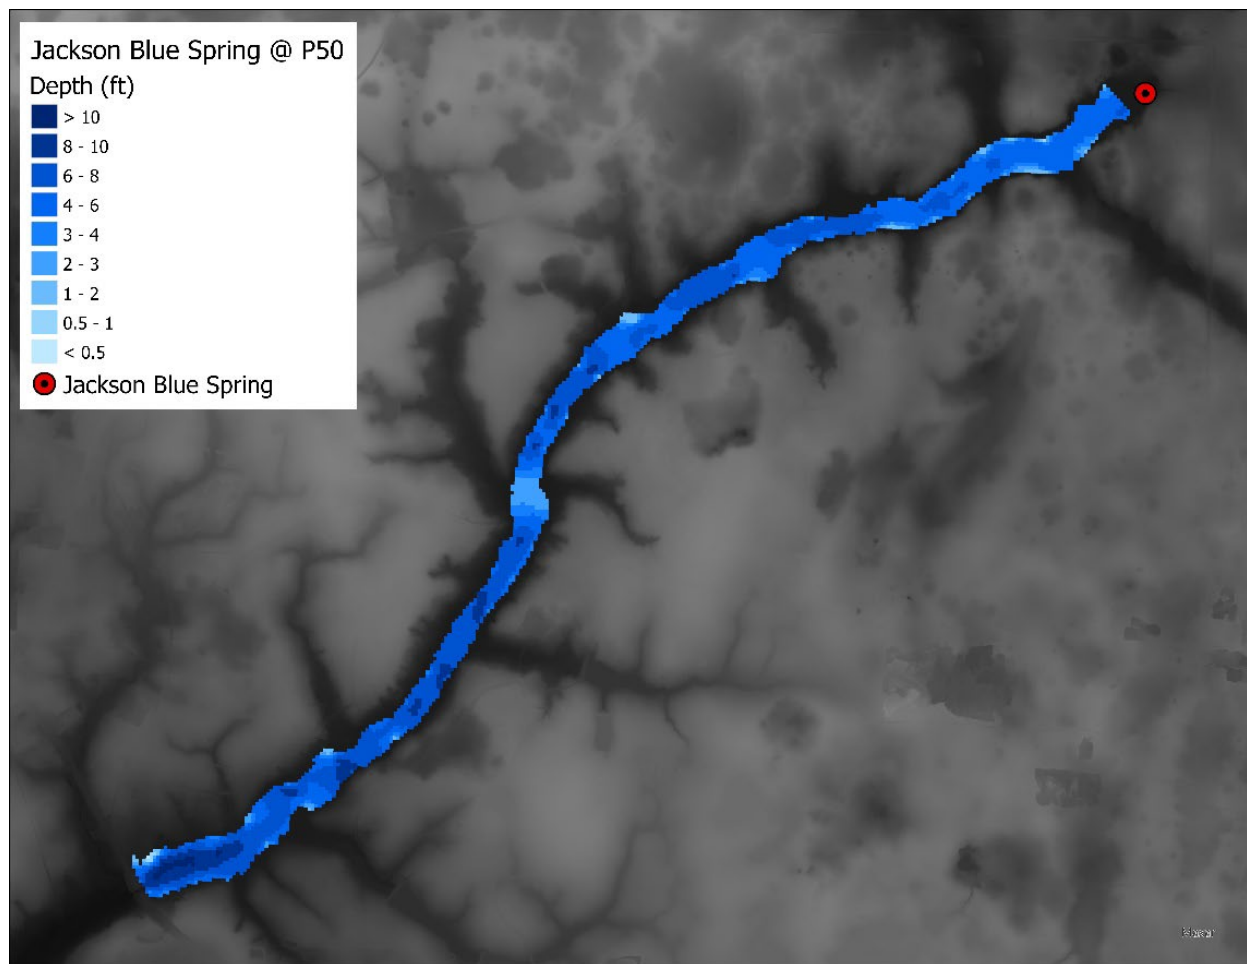 Jackson Blue Spring @ P50
Depth (ft)
> 10
8 - 10
6 - 8
4 - 6
3 - 4
2 - 3
1 - 2
0.5 - 1
< 0.5
Jackson Blue Spring